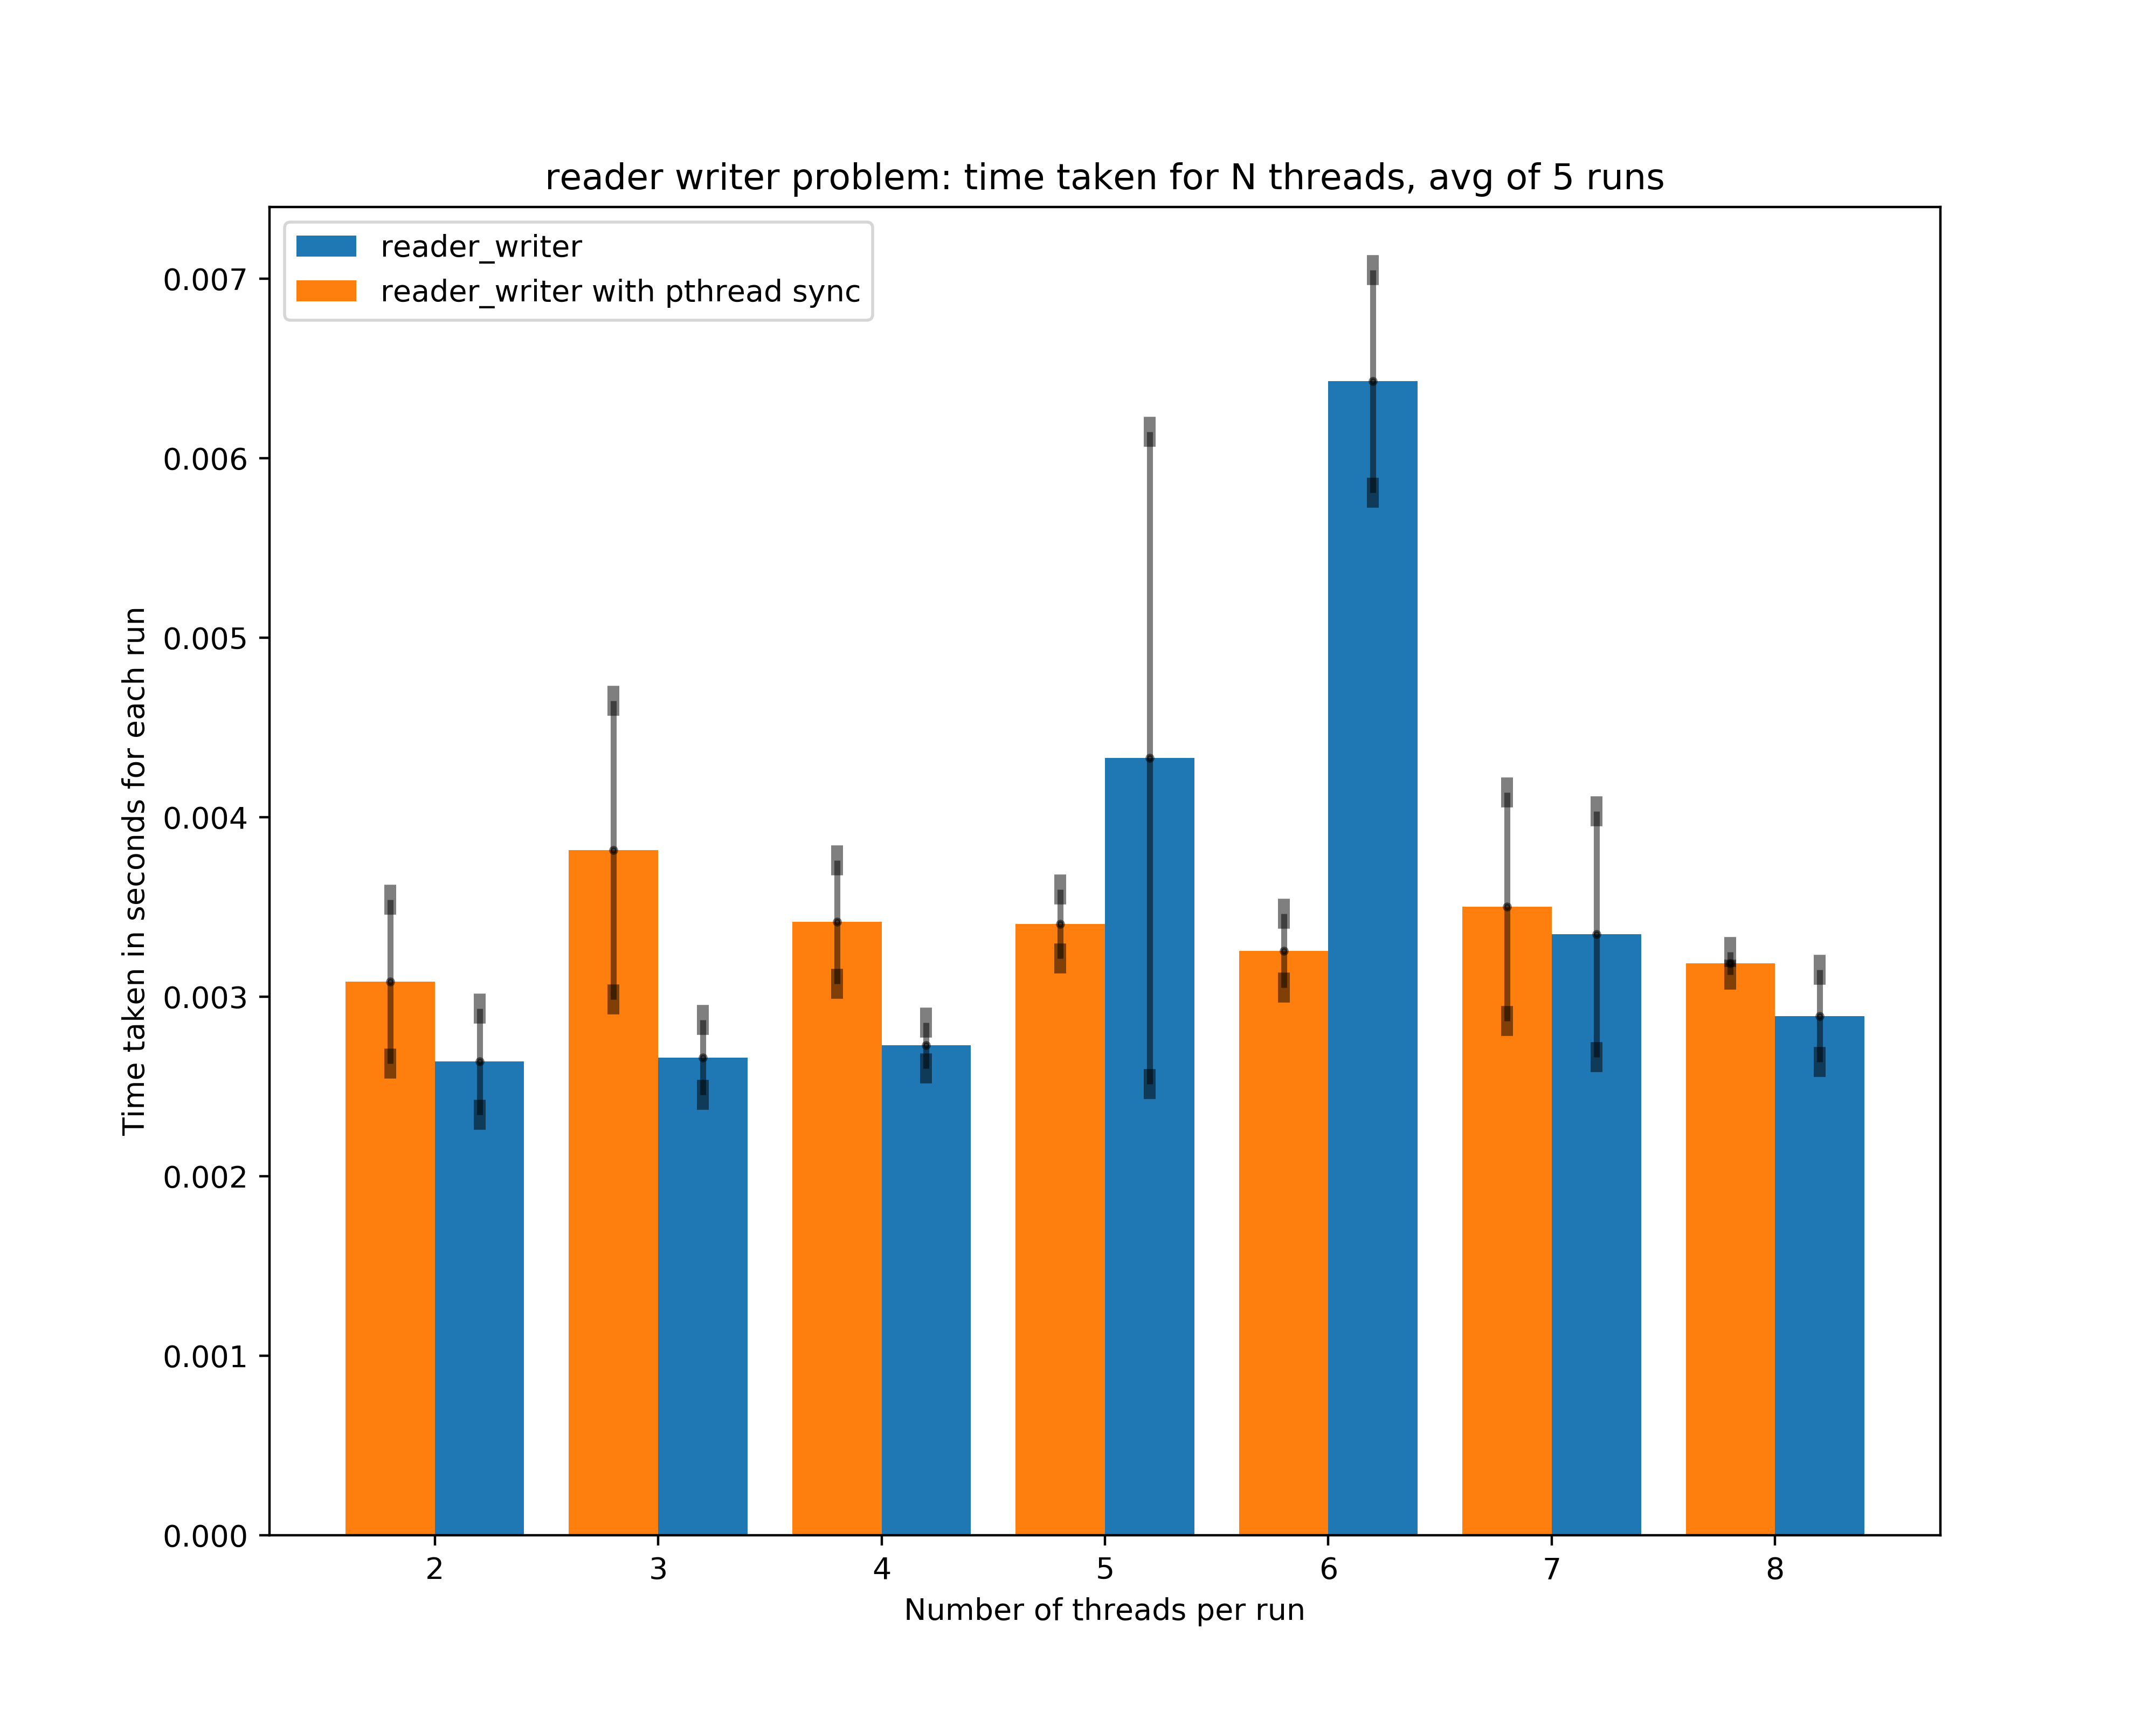 reader writer problem: time taken for N threads, avg of 5 runs
reader_writer
reader_writer with pthread sync
Time taken in seconds for each run
0.007
0.006
0.005
0.004
0.003
0.002
0.001
0.000
2 3 4 5 6 7 8
Number of threads per run